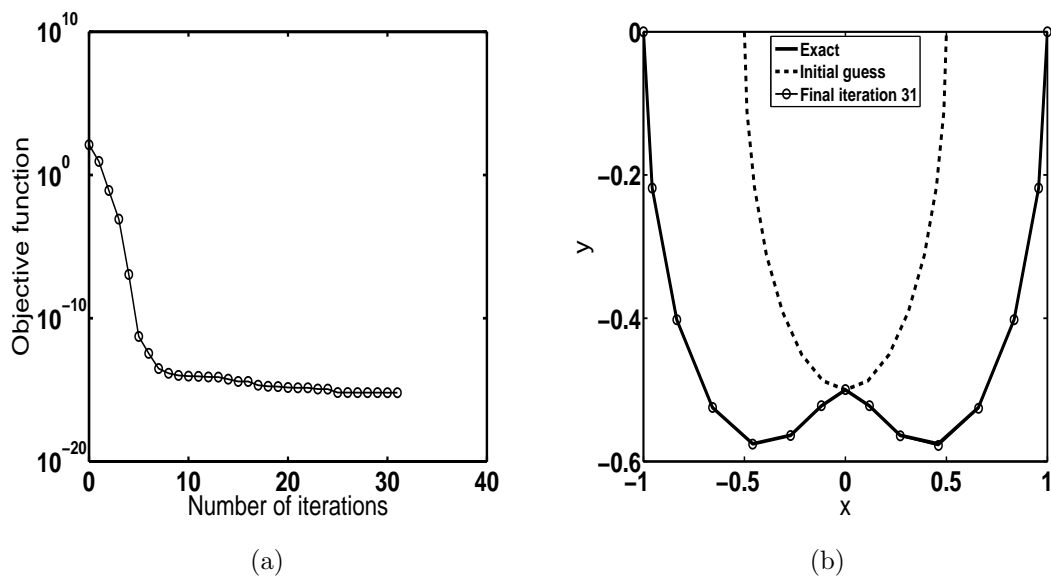 10^10
10^0
10^-10
10^-20
Objective function
0
10
20
30
40
Number of iterations
(a)
0
−0.2
−0.4
−0.6
y
−1
−0.5
0
0.5
1
x
Exact
Initial guess
Final iteration 31
(b)